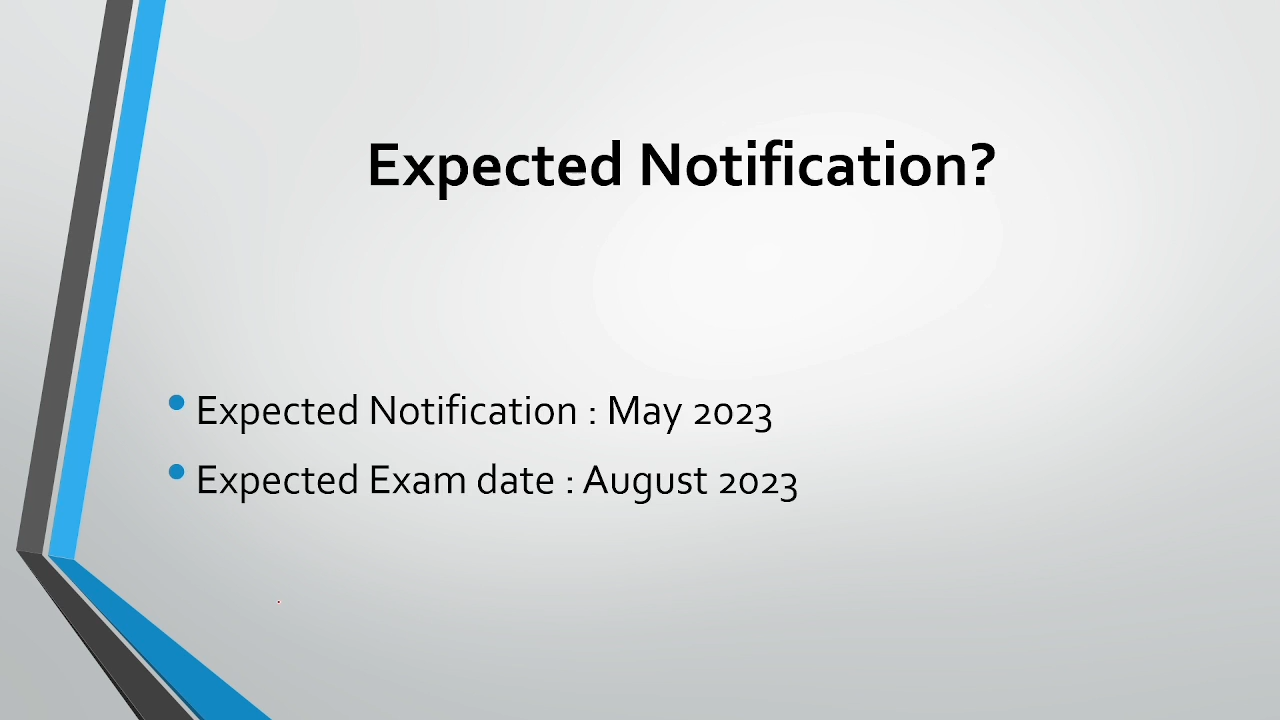 Expected Notification?
• Expected Notification : May 2023
• Expected Exam date : August 2023